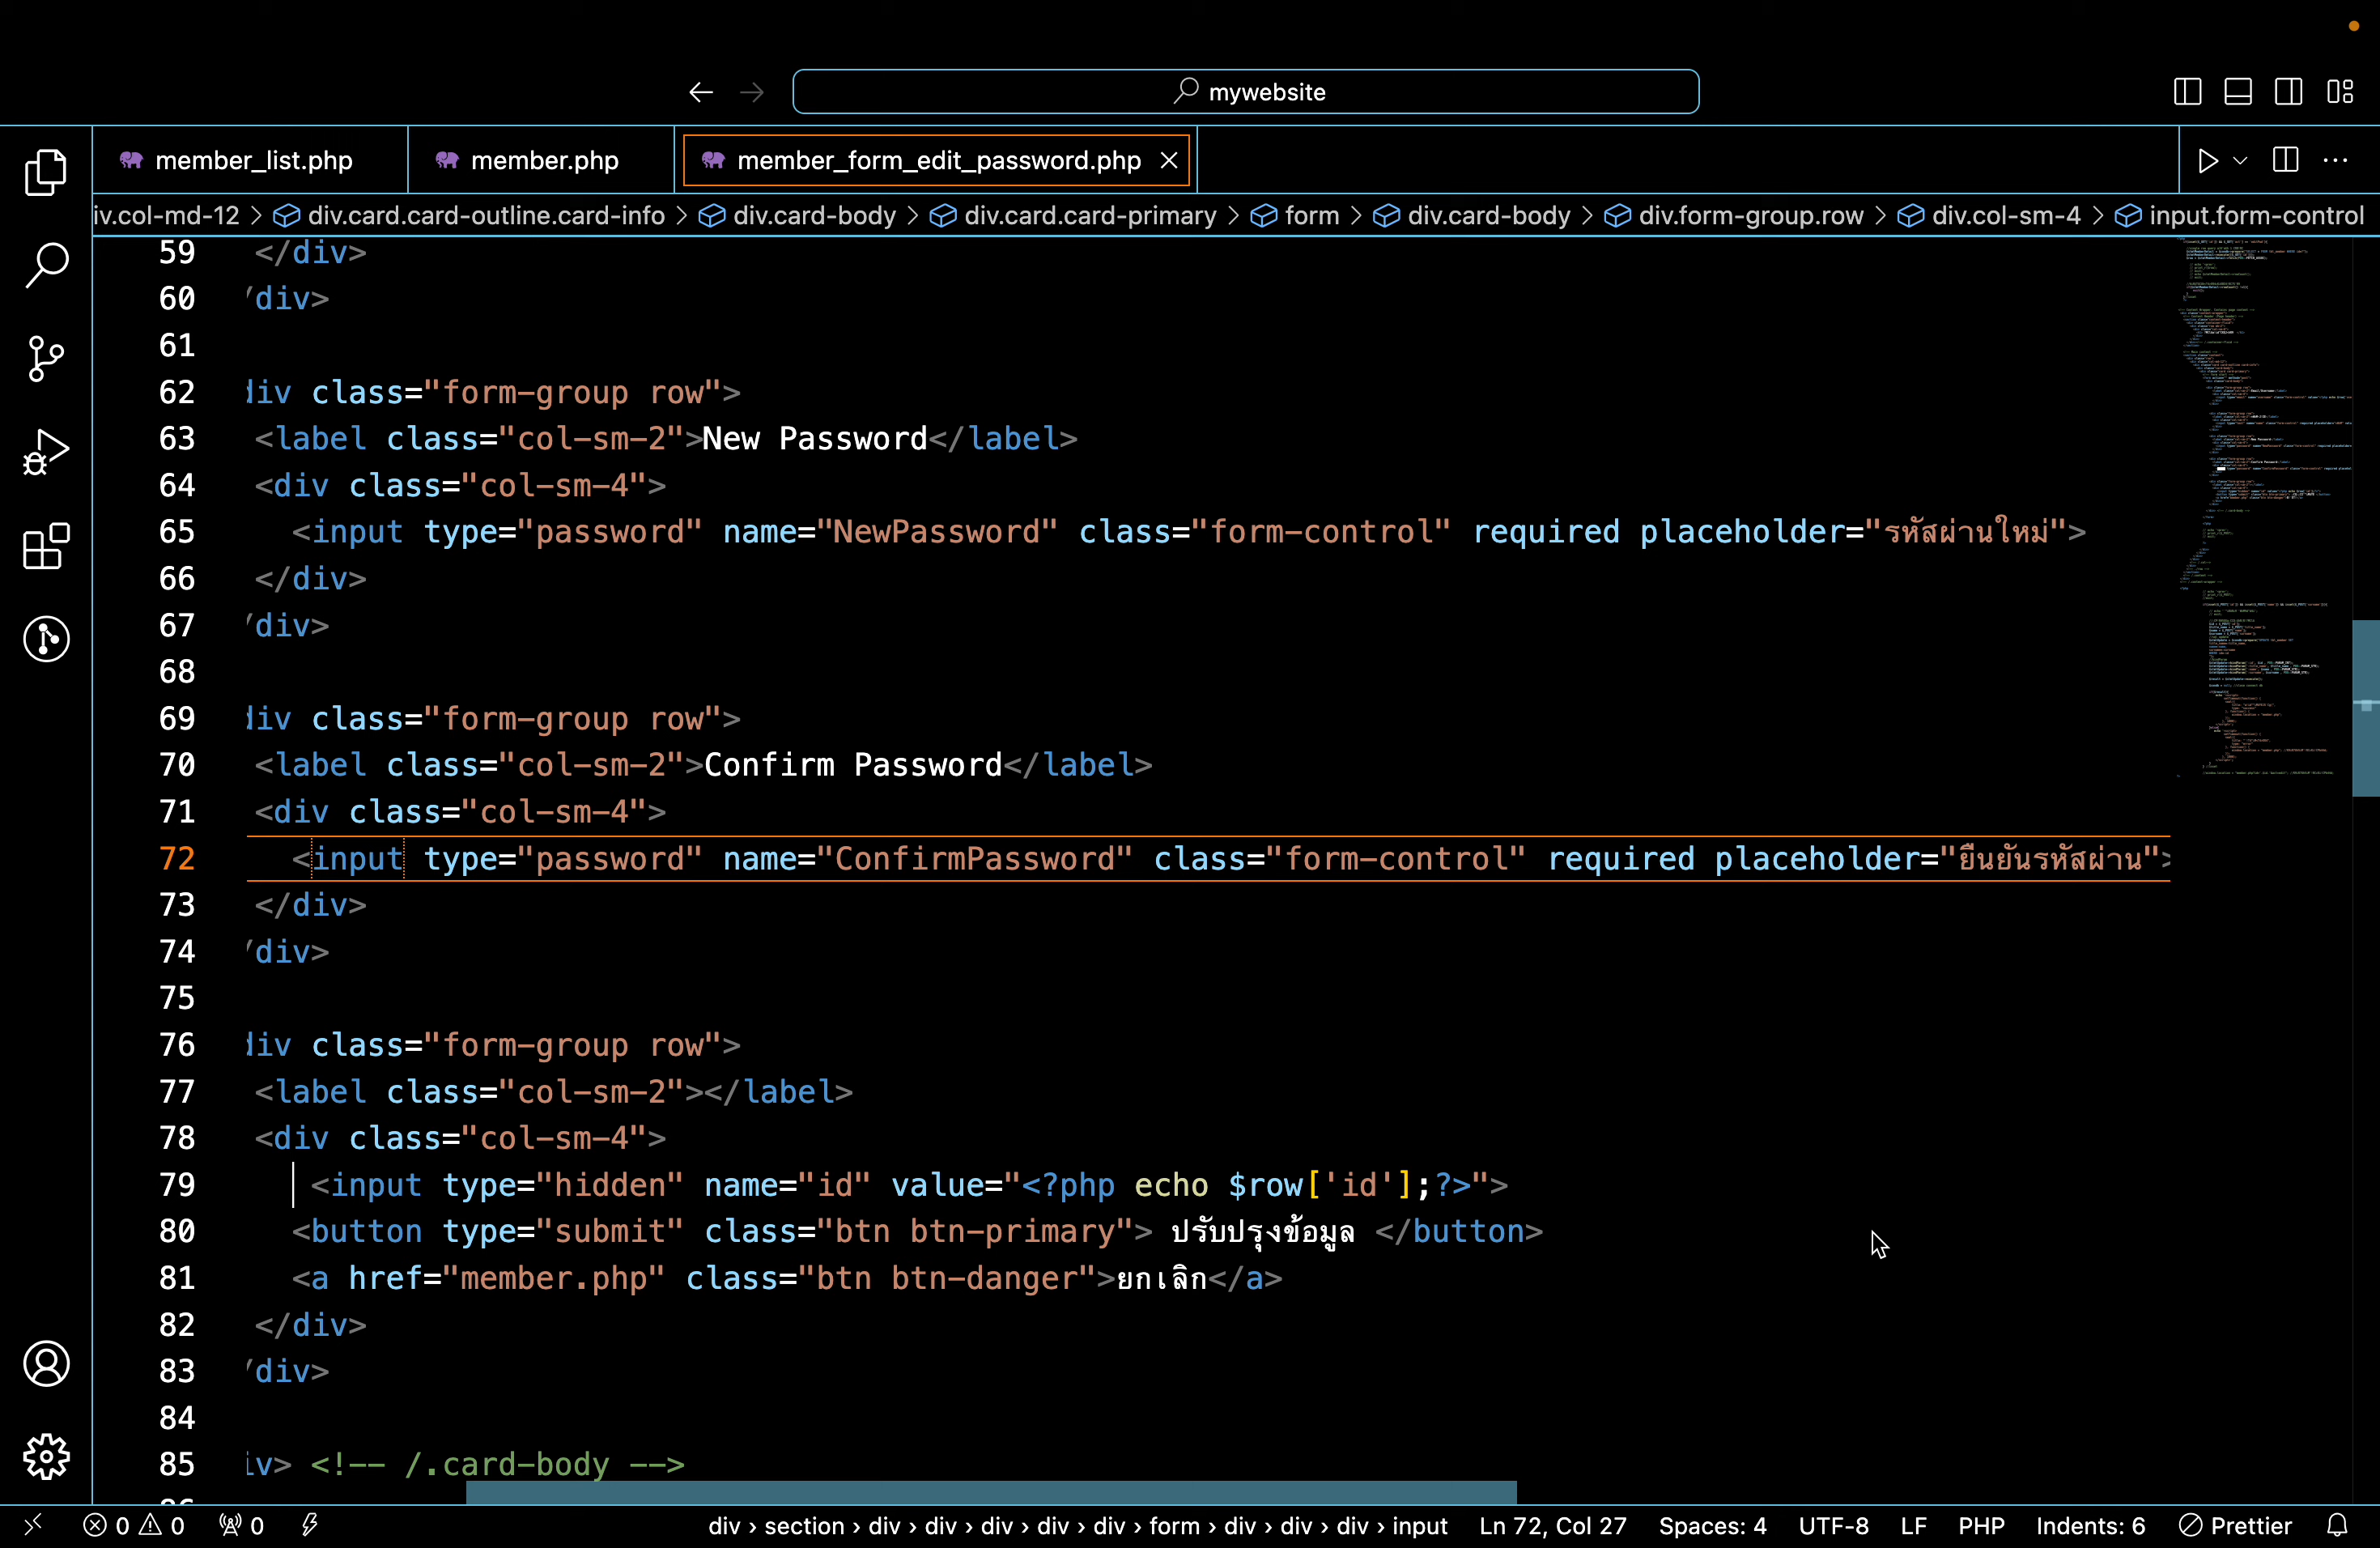 mywebsite
member_list.php
member.php
member_form_edit_password.php
iv.col-md-12 > div.card.card-outline.card-info > div.card-body > div.card.card-primary > form > div.card-body > div.form-group.row > div.col-sm-4 > input.form-control
59 </div>
60 /div>
61
62 div class="form-group row">
63 <label class="col-sm-2">New Password</label>
64 <div class="col-sm-4">
65 <input type="password" name="NewPassword" class="form-control" required placeholder="รหัสผ่านใหม่">
66 </div>
67 /div>
68
69 div class="form-group row">
70 <label class="col-sm-2">Confirm Password</label>
71 <div class="col-sm-4">
72 <input type="password" name="ConfirmPassword" class="form-control" required placeholder="ยืนยันรหัสผ่าน">
73 </div>
74 /div>
75
76 div class="form-group row">
77 <label class="col-sm-2"></label>
78 <div class="col-sm-4">
79 <input type="hidden" name="id" value="<?php echo $row['id'];?>">
80 <button type="submit" class="btn btn-primary"> ปรับปรุงข้อมูล </button>
81 <a href="member.php" class="btn btn-danger">ยกเลิก</a>
82 </div>
83 /div>
84
85 iv> <!-- /.card-body -->
0 0 0 div > section > div > div > div > div > div > form > div > div > div > input Ln 72, Col 27 Spaces: 4 UTF-8 LF PHP Indents: 6 Prettier